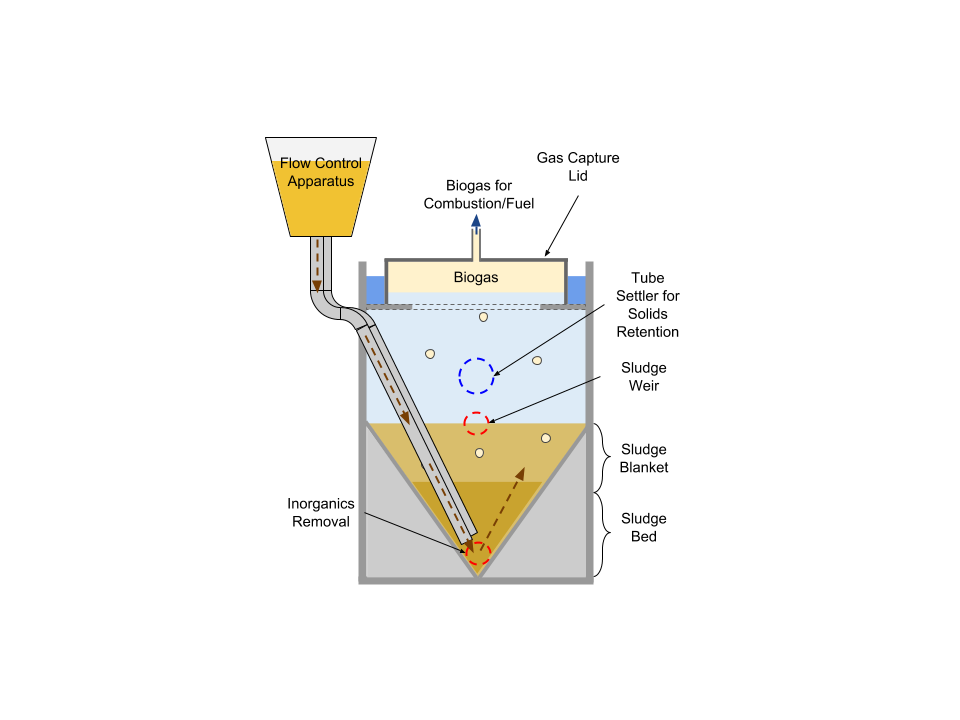 Flow Control
Apparatus
Biogas for
Combustion/Fuel
Gas Capture
Lid
Biogas
Tube
Settler for
Solids
Retention
Sludge
Weir
Sludge
Blanket
Inorganics
Removal
Sludge
Bed